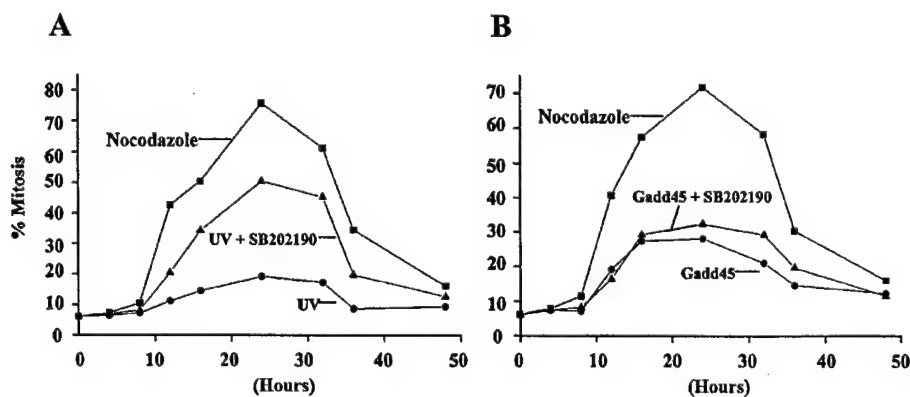 A
% Mitosis
80
70
60
50
40
30
20
10
0
Nocodazole
UV + SB202190
UV
0 10 20 30 40 50
(Hours)
B
70
60
50
40
30
20
10
0
Nocodazole
Gadd45 + SB202190
Gadd45
0 10 20 30 40 50
(Hours)